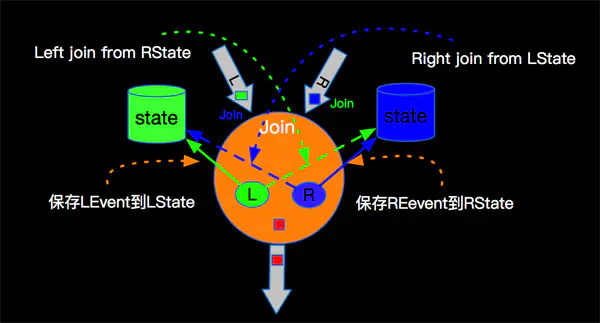 Left join from RState
Right join from LState
L
R
Join
Join
state
Join
state
L
R
保存LEvent到LState
保存REevent到RState